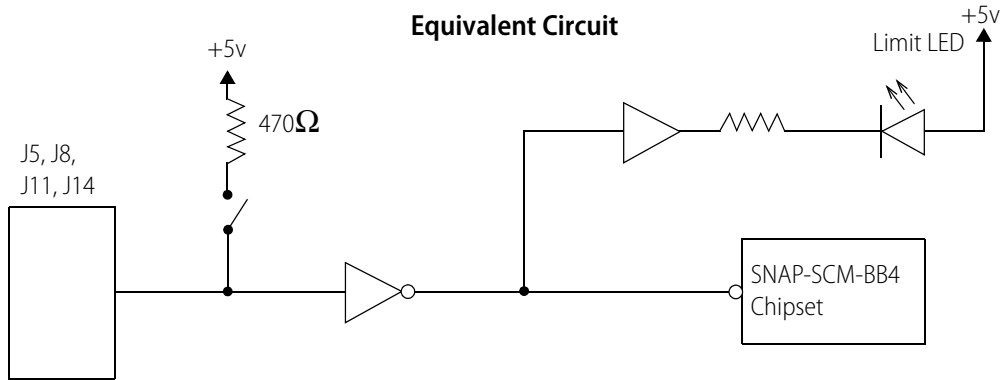 Equivalent Circuit
+5v
+5v
Limit LED
470Ω
J5, J8,
J11, J14
SNAP-SCM-BB4
Chipset